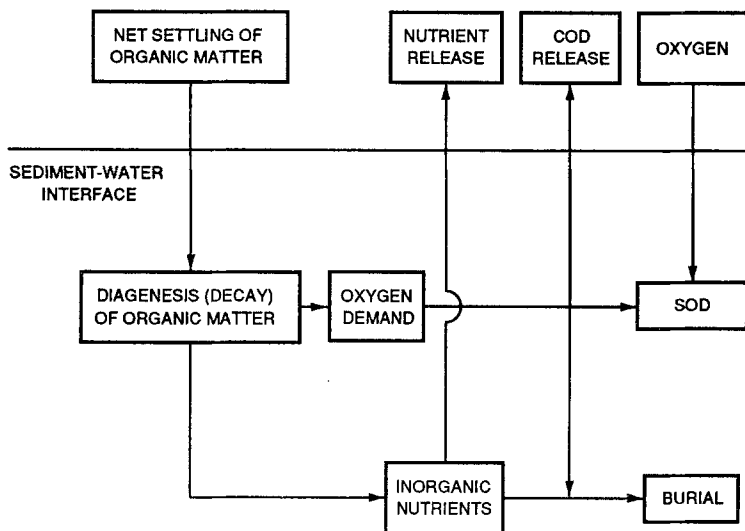 NET SETTLING OF
ORGANIC MATTER
NUTRIENT
RELEASE
COD
RELEASE
OXYGEN
SEDIMENT-WATER
INTERFACE
DIAGENESIS (DECAY)
OF ORGANIC MATTER
OXYGEN
DEMAND
SOD
INORGANIC
NUTRIENTS
BURIAL